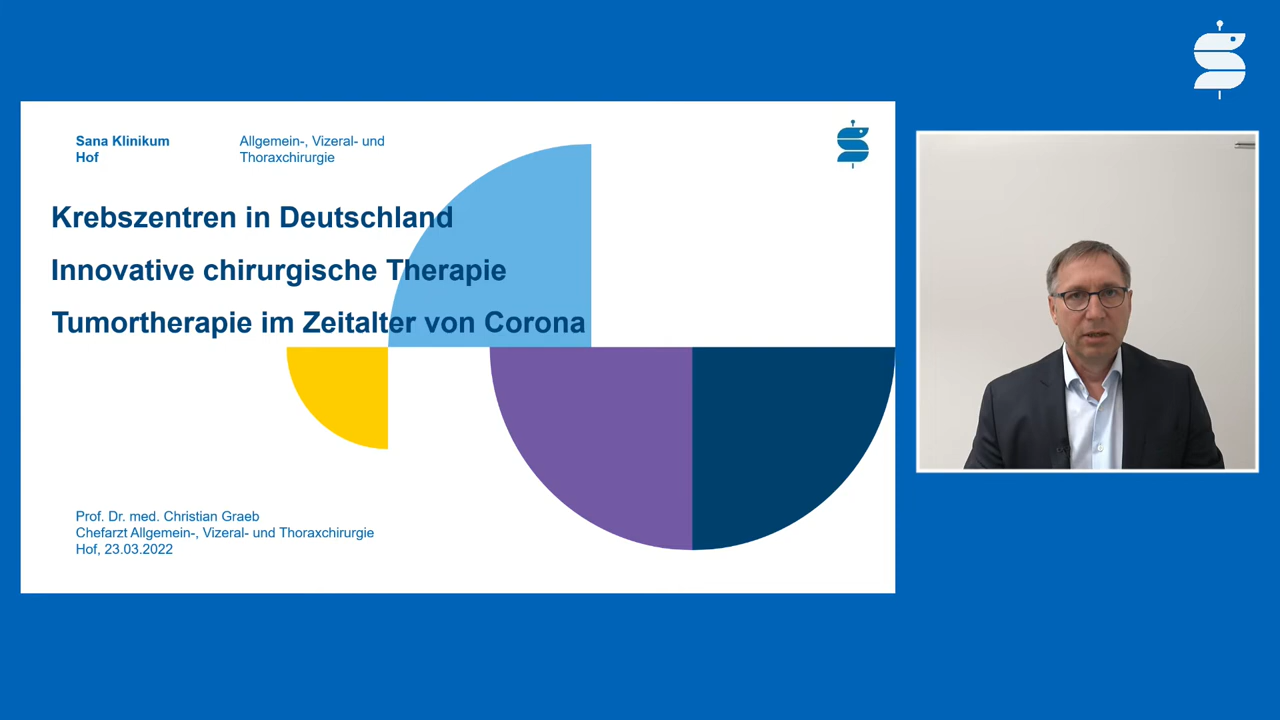 Sana Klinikum
Hof
Allgemein-, Vizeral- und
Thoraxchirurgie
Krebszentren in Deutschland
Innovative chirurgische Therapie
Tumortherapie im Zeitalter von Corona
Prof. Dr. med. Christian Graeb
Chefarzt Allgemein-, Vizeral- und Thoraxchirurgie
Hof, 23.03.2022